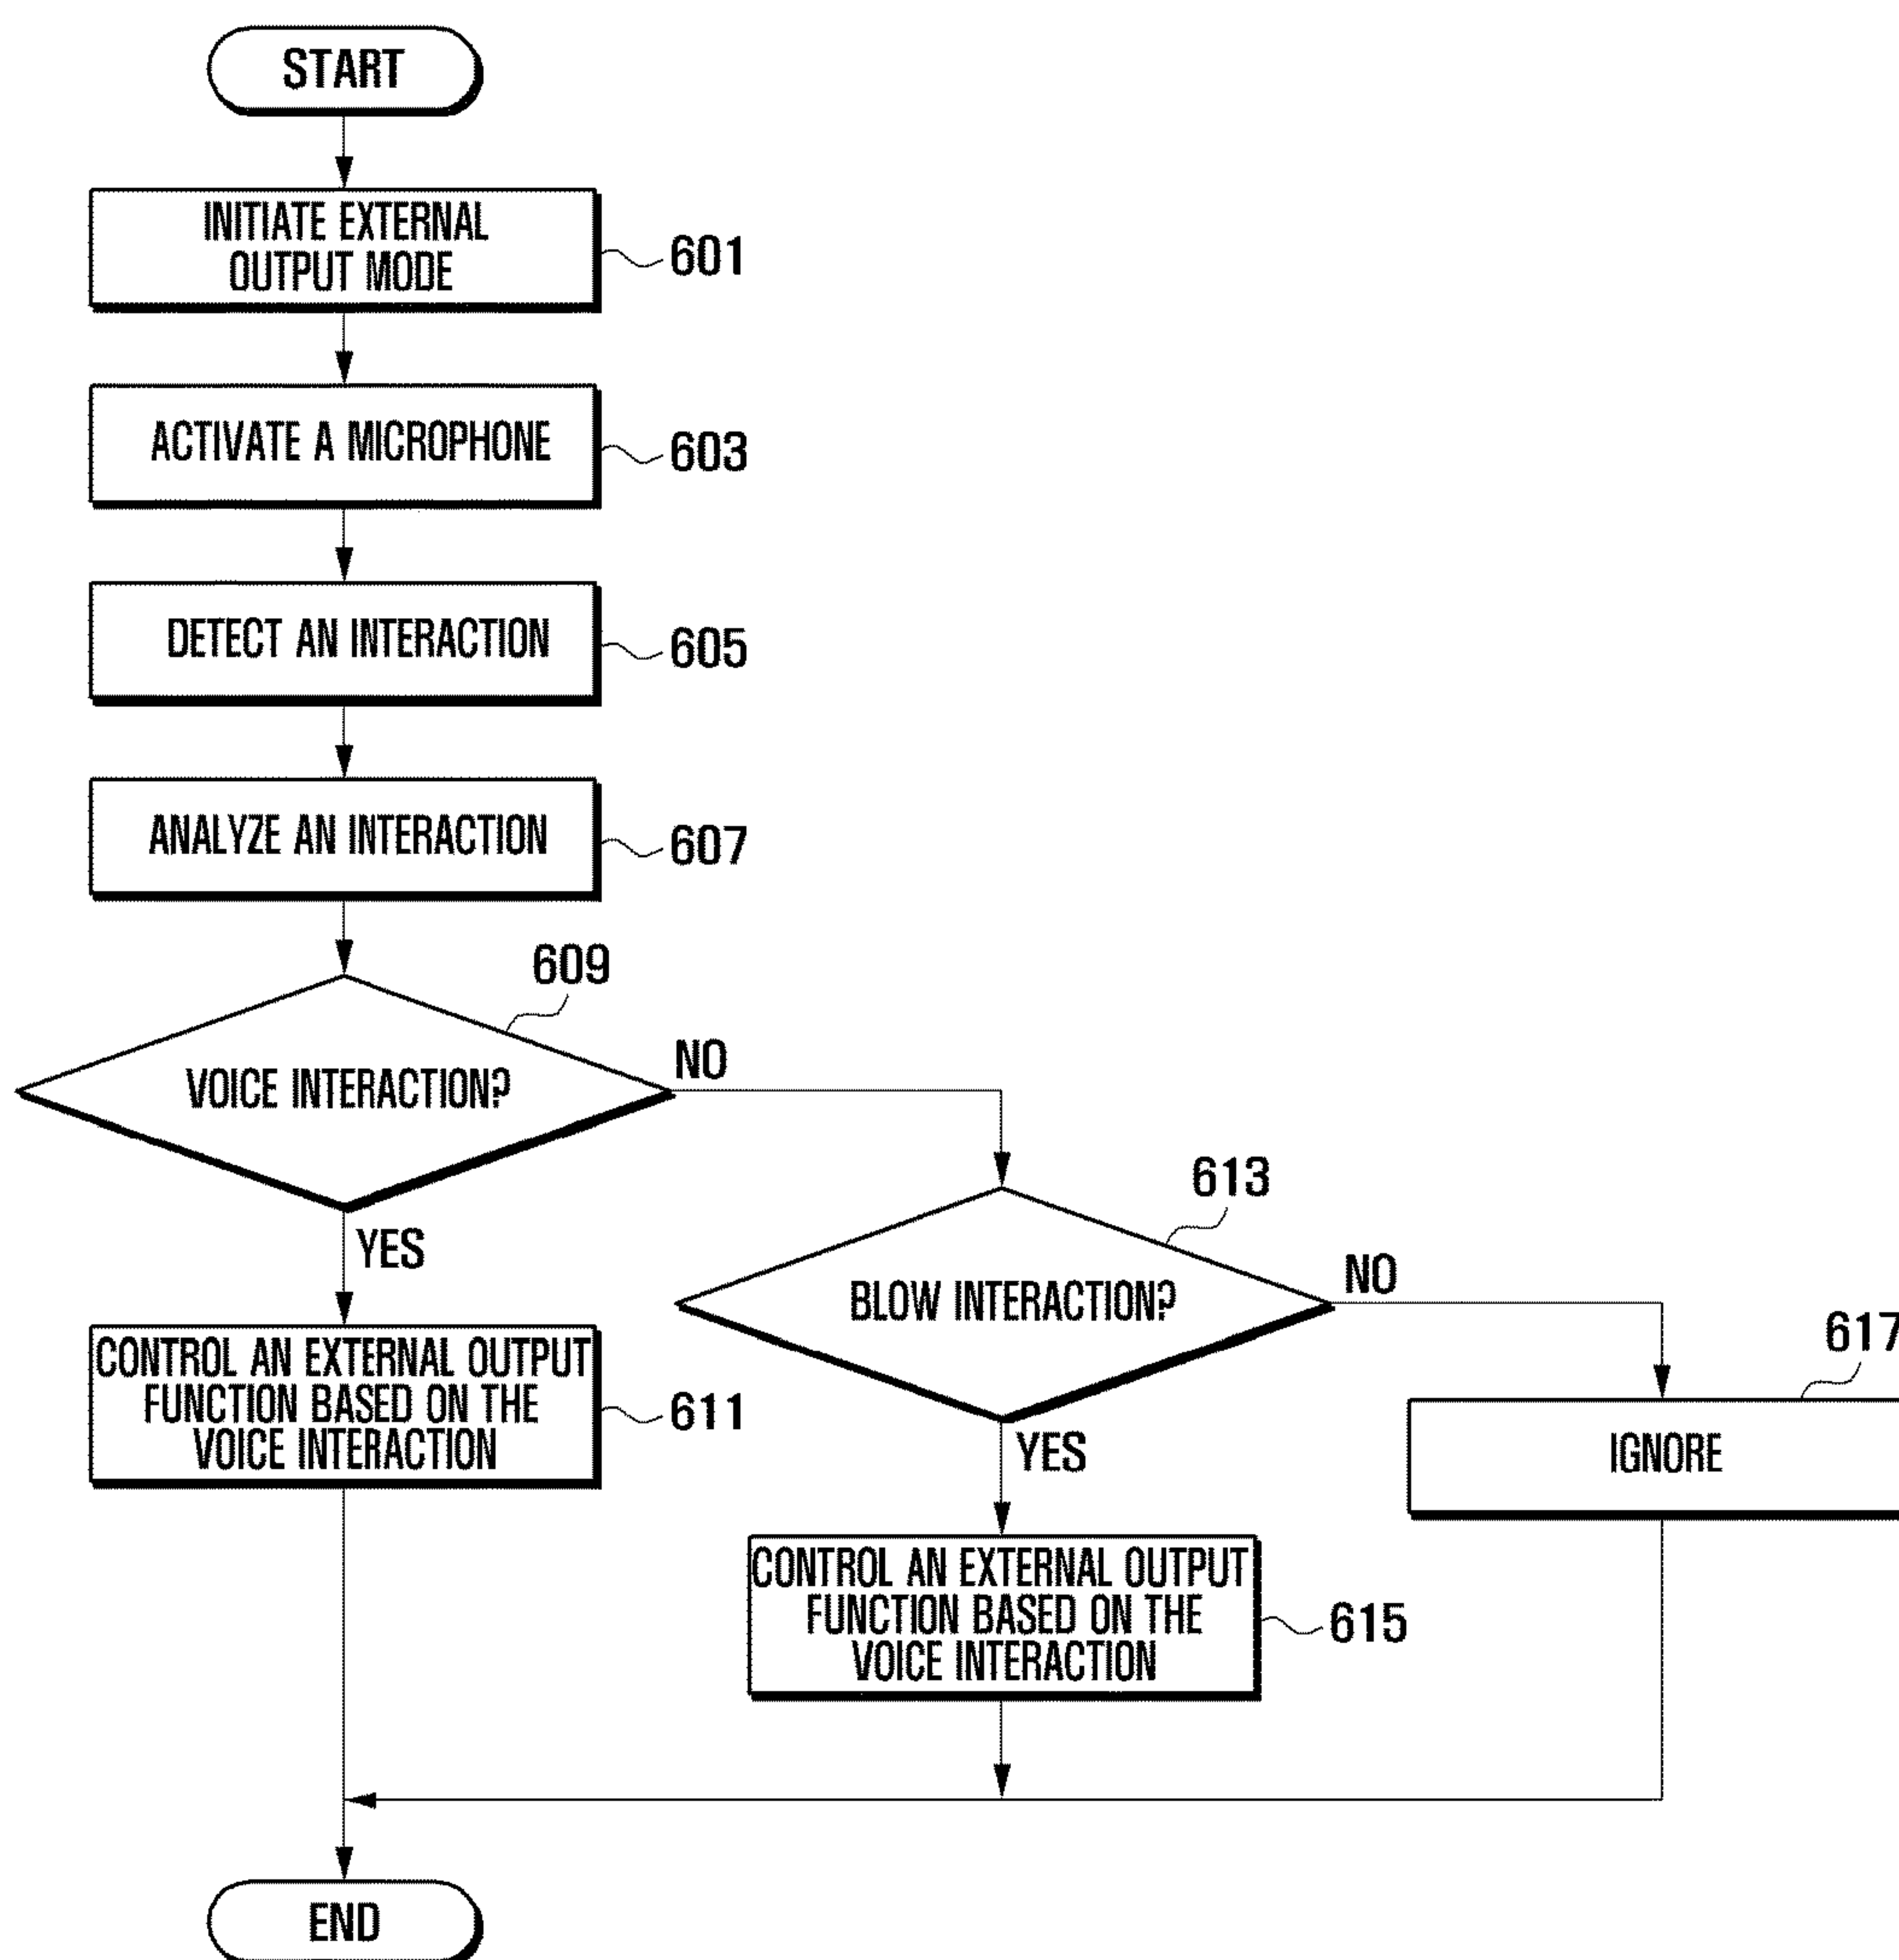 START
INITIATE EXTERNAL
OUTPUT MODE
601
ACTIVATE A MICROPHONE
603
DETECT AN INTERACTION
605
ANALYZE AN INTERACTION
607
609
VOICE INTERACTION?
NO
YES
613
BLOW INTERACTION?
NO
YES
617
IGNORE
CONTROL AN EXTERNAL OUTPUT
FUNCTION BASED ON THE
VOICE INTERACTION
611
CONTROL AN EXTERNAL OUTPUT
FUNCTION BASED ON THE
VOICE INTERACTION
615
END